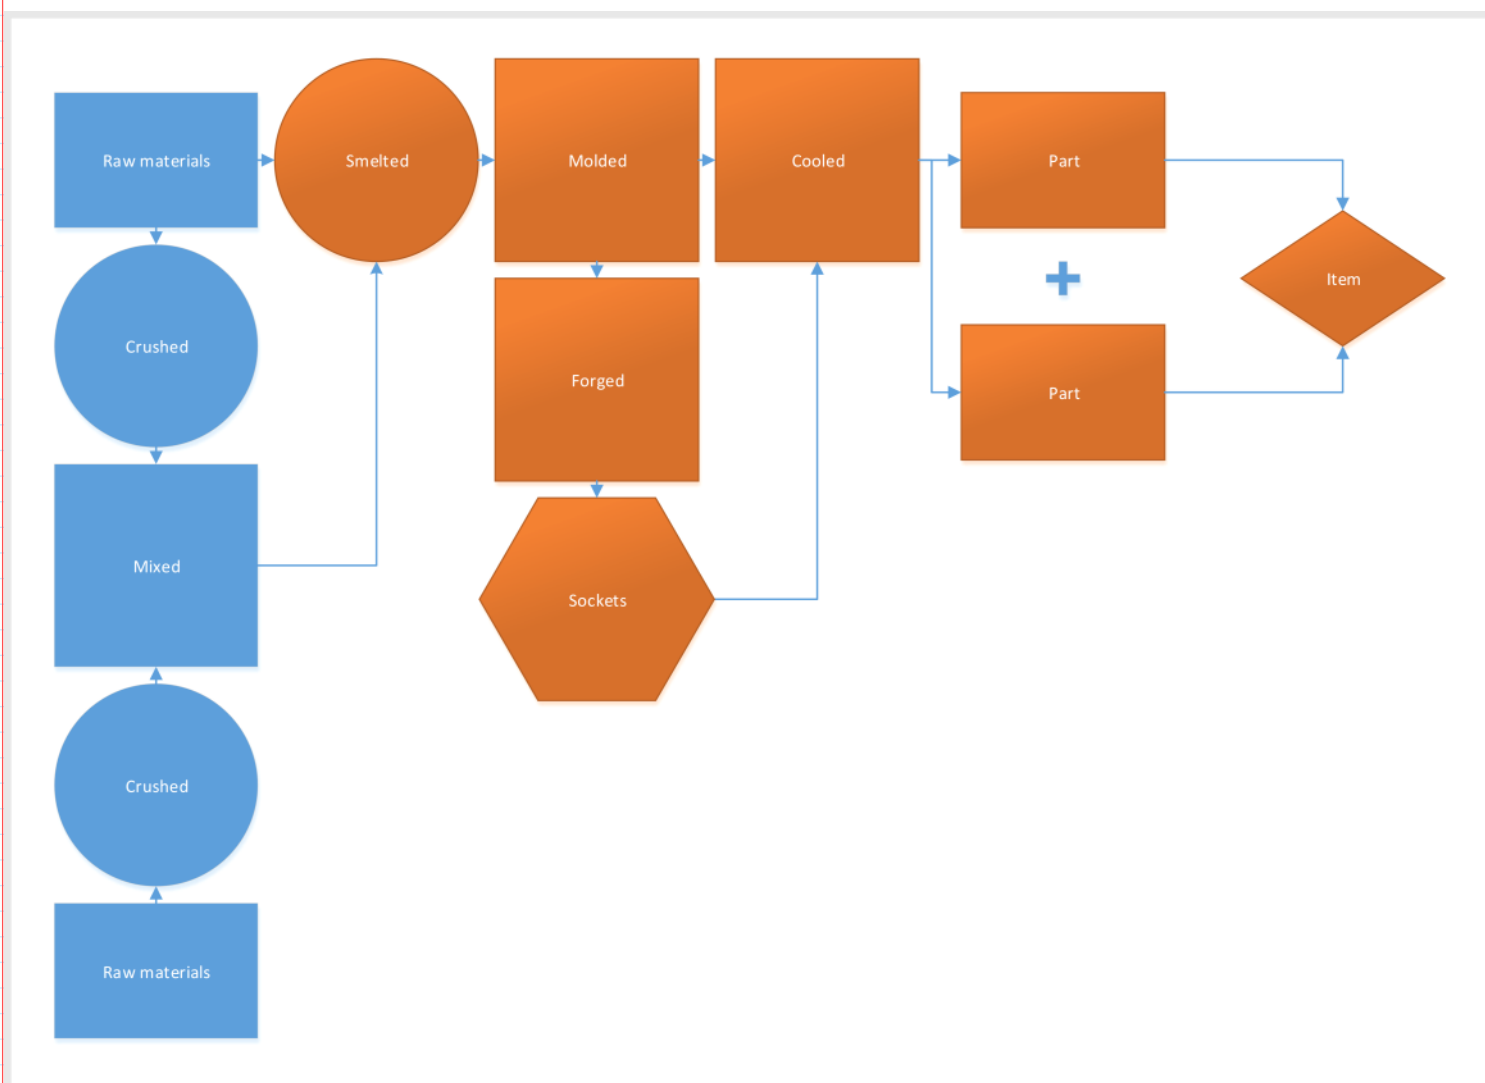 Raw materials
Smelted
Molded
Cooled
Part
Item
Crushed
Forged
Part
Mixed
Sockets
Crushed
Raw materials